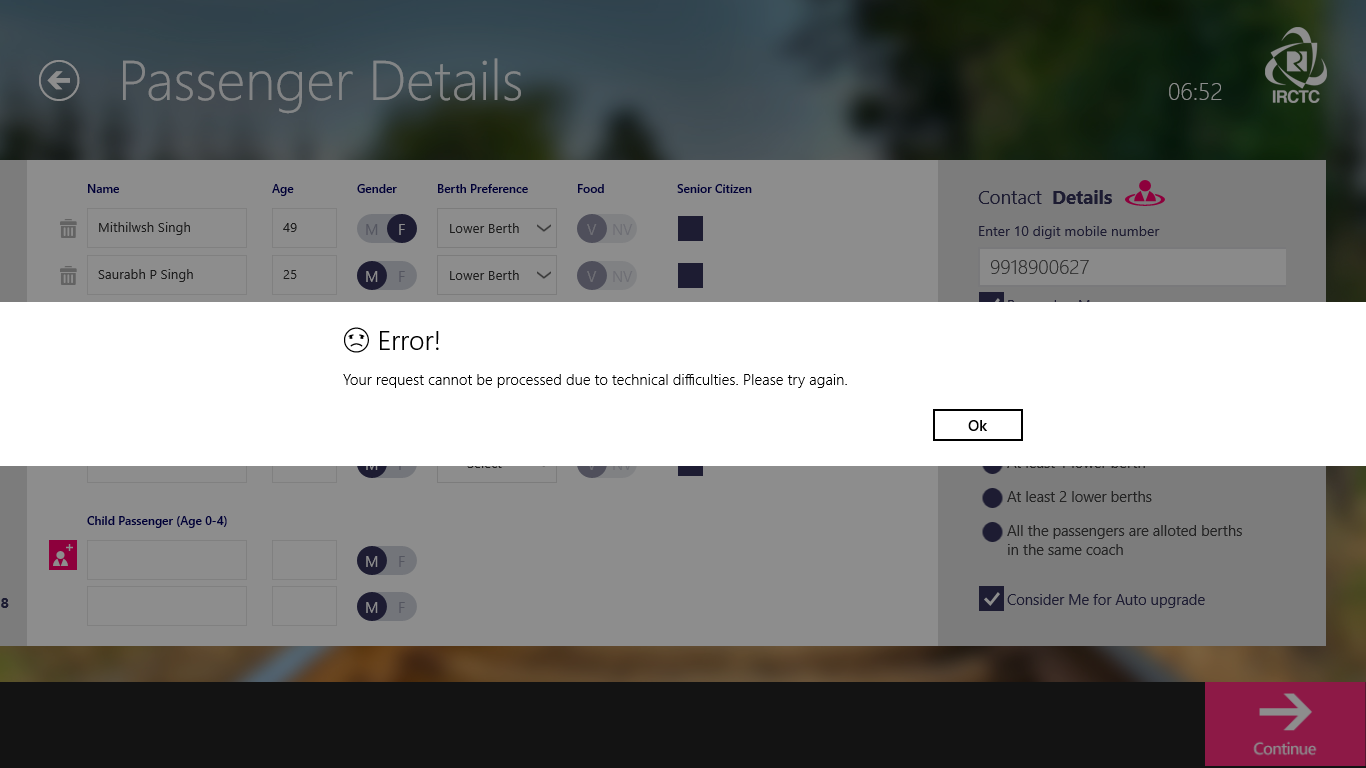 Passenger Details
06:52
IRCTC
Name Age Gender Berth Preference Food Senior Citizen
Mithilwsh Singh 49 M F Lower Berth V NV
Saurabh P Singh 25 M F Lower Berth V NV
Contact Details
Enter 10 digit mobile number
9918900627
Error!
Your request cannot be processed due to technical difficulties. Please try again.
Ok
M F Select V NV
At least 2 lower berths
All the passengers are alloted berths
in the same coach
Consider Me for Auto upgrade
Child Passenger (Age 0-4)
M F
8
M F
Continue